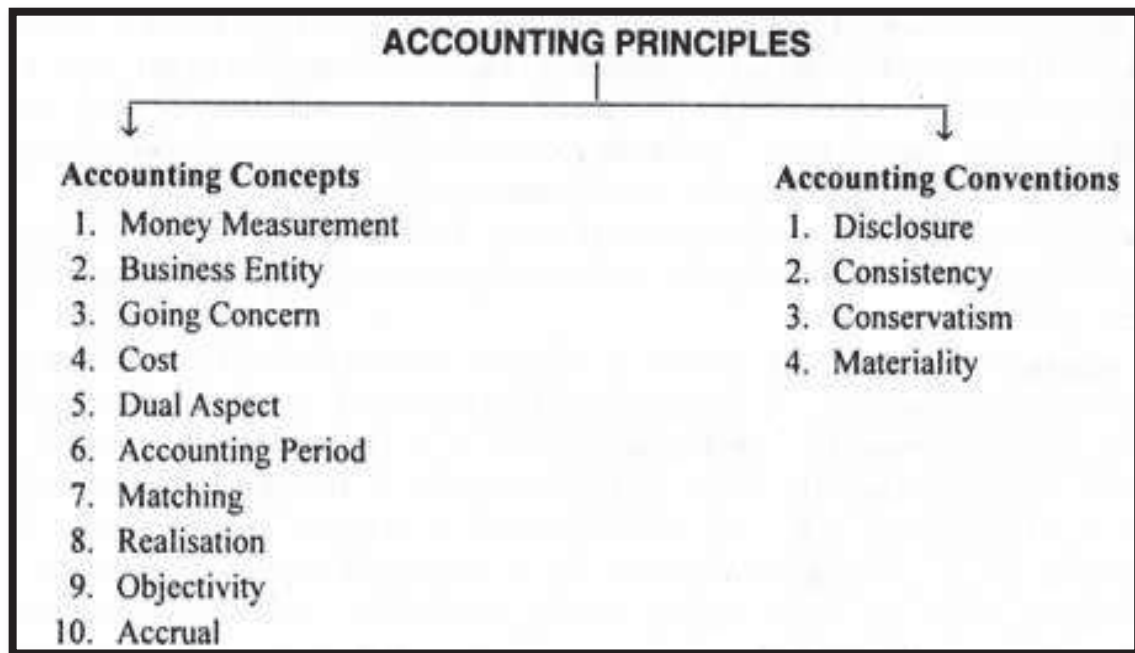 ACCOUNTING PRINCIPLES
Accounting Concepts
1. Money Measurement
2. Business Entity
3. Going Concern
4. Cost
5. Dual Aspect
6. Accounting Period
7. Matching
8. Realisation
9. Objectivity
10. Accrual
Accounting Conventions
1. Disclosure
2. Consistency
3. Conservatism
4. Materiality